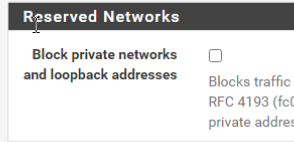 Reserved Networks
Block private networks
and loopback addresses
Blocks traffic
RFC 4193 (fc0
private addres